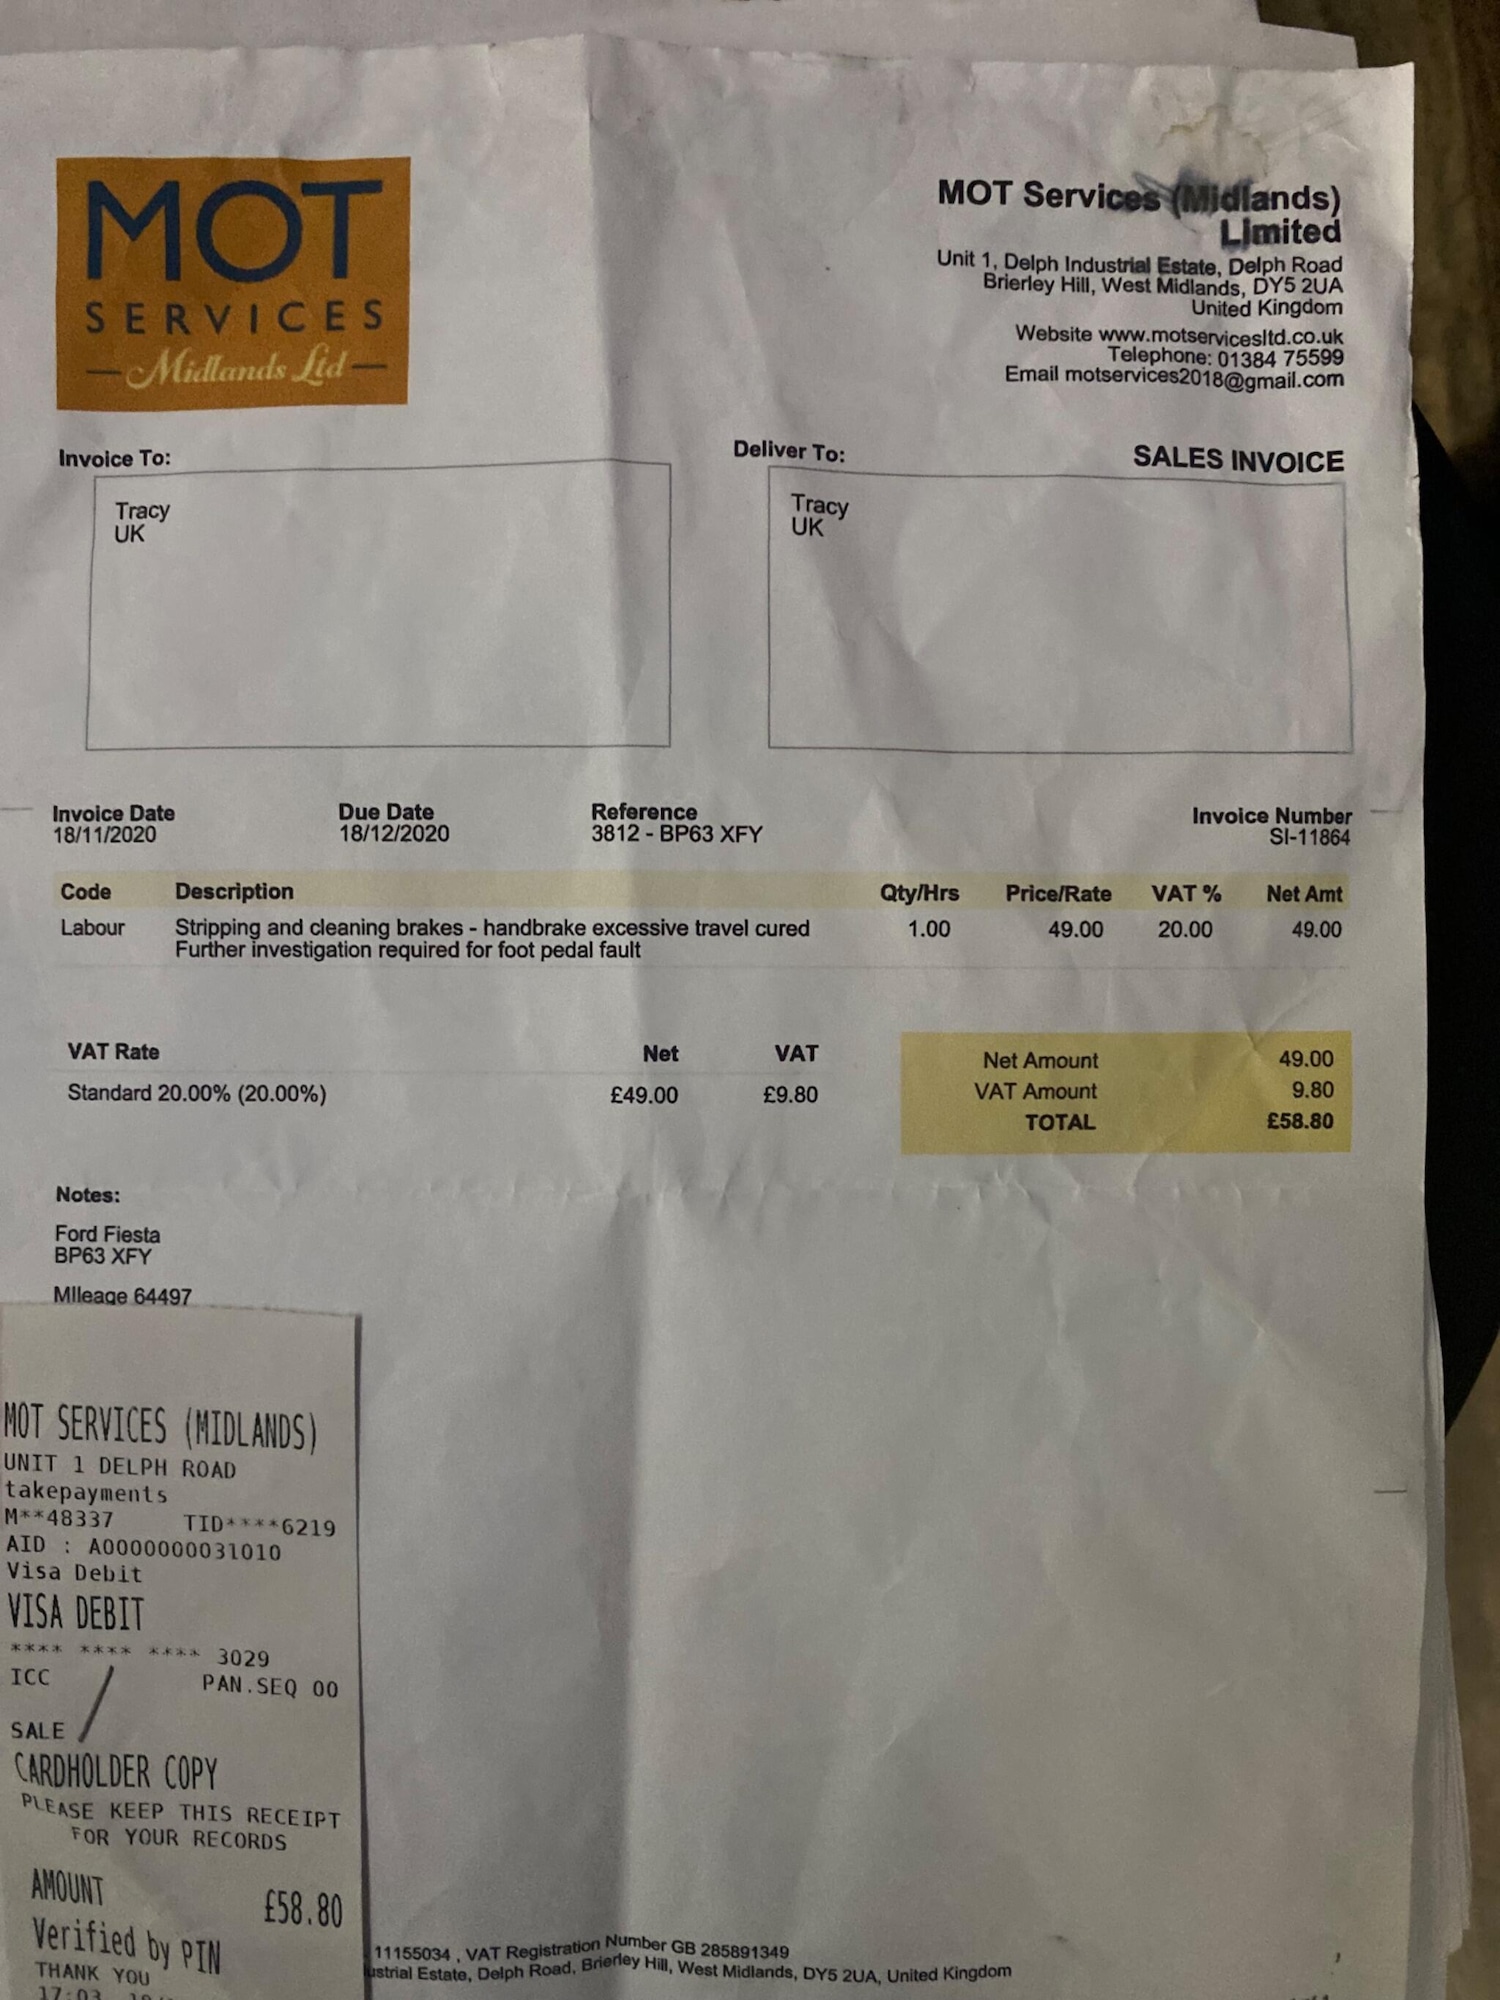 MOT
SERVICES
Midlands Ltd
MOT Services (Midlands)
Limited
Unit 1, Delph Industrial Estate, Delph Road
Brierley Hill, West Midlands, DY5 2UA
United Kingdom
Website www.motservicesltd.co.uk
Telephone: 01384 75599
Email motservices2018@gmail.com
SALES INVOICE
Invoice To:
Tracy
UK
Deliver To:
Tracy
UK
Invoice Date Due Date Reference Invoice Number
18/11/2020 18/12/2020 3812 - BP63 XFY SI-11864
Code Description Qty/Hrs Price/Rate VAT % Net Amt
Labour Stripping and cleaning brakes - handbrake excessive travel cured 1.00 49.00 20.00 49.00
Further investigation required for foot pedal fault
VAT Rate Net VAT
Standard 20.00% (20.00%) £49.00 £9.80
Net Amount 49.00
VAT Amount 9.80
TOTAL £58.80
Notes:
Ford Fiesta
BP63 XFY
MIleage 64497
MOT SERVICES (MIDLANDS)
UNIT 1 DELPH ROAD
takepayments
M**48337 TID****6219
AID : A0000000031010
Visa Debit
VISA DEBIT
**** **** **** 3029
ICC PAN.SEQ 00
SALE
CARDHOLDER COPY
PLEASE KEEP THIS RECEIPT
FOR YOUR RECORDS
AMOUNT £58.80
Verified by PIN
THANK YOU
17:03
11155034 , VAT Registration Number GB 285891349
ustrial Estate, Delph Road, Brierley Hill, West Midlands, DY5 2UA, United Kingdom